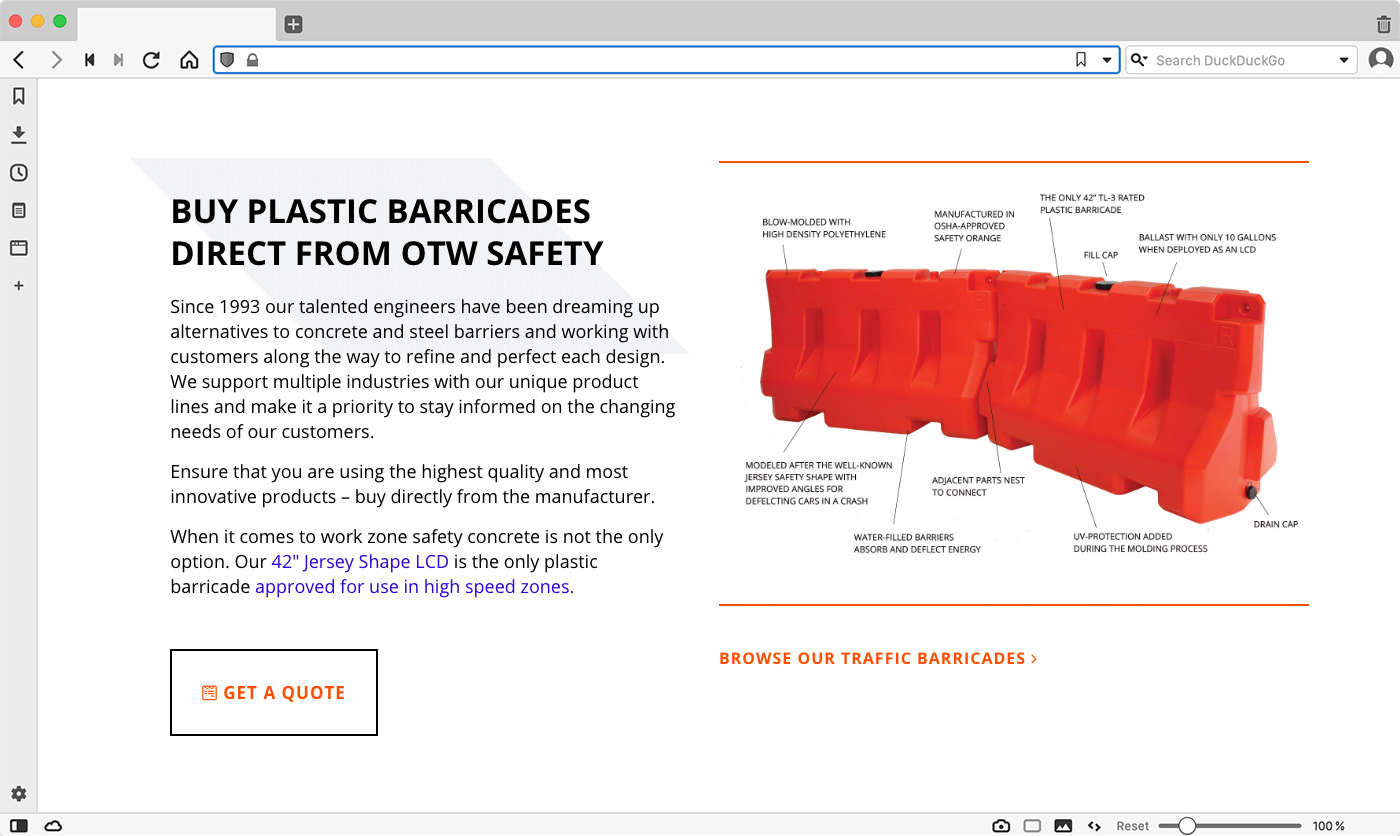 Search DuckDuckGo
BUY PLASTIC BARRICADES
DIRECT FROM OTW SAFETY
Since 1993 our talented engineers have been dreaming up
alternatives to concrete and steel barriers and working with
customers along the way to refine and perfect each design.
We support multiple industries with our unique product
lines and make it a priority to stay informed on the changing
needs of our customers.
Ensure that you are using the highest quality and most
innovative products – buy directly from the manufacturer.
When it comes to work zone safety concrete is not the only
option. Our 42" Jersey Shape LCD is the only plastic
barricade approved for use in high speed zones.
GET A QUOTE
BLOW-MOLDED WITH
HIGH DENSITY POLYETHYLENE
MANUFACTURED IN
OSHA-APPROVED
SAFETY ORANGE
THE ONLY 42" TL-3 RATED
PLASTIC BARRICADE
FILL CAP
BALLAST WITH ONLY 10 GALLONS
WHEN DEPLOYED AS AN LCD
MODELED AFTER THE WELL-KNOWN
JERSEY SAFETY SHAPE WITH
IMPROVED ANGLES FOR
DEFELCTING CARS IN A CRASH
ADJACENT PARTS NEST
TO CONNECT
WATER-FILLED BARRIERS
ABSORB AND DEFLECT ENERGY
UV-PROTECTION ADDED
DURING THE MOLDING PROCESS
DRAIN CAP
BROWSE OUR TRAFFIC BARRICADES ›
Reset
100 %